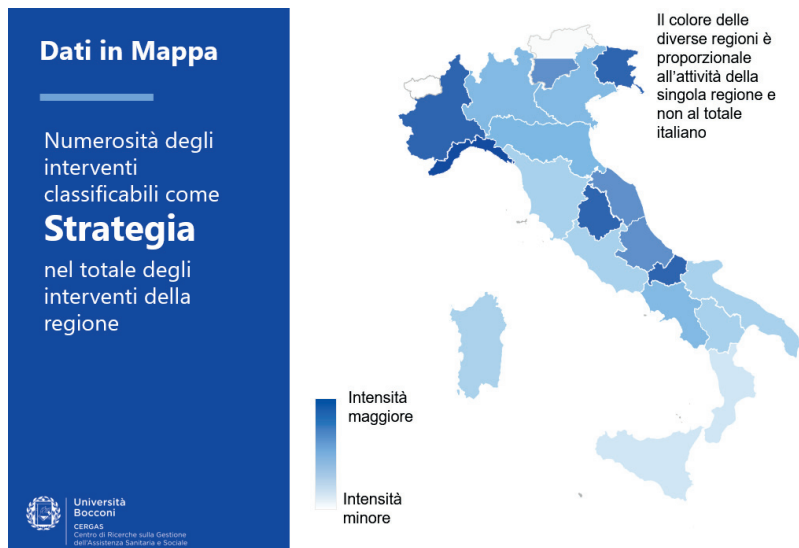 Dati in Mappa
Numerosità degli
interventi
classificabili come
Strategia
nel totale degli
interventi della
regione
Università
Bocconi
CERGAS
Centro di Ricerche sulla Gestione
dell'Assistenza Sanitaria e Sociale
Il colore delle
diverse regioni è
proporzionale
all'attività della
singola regione e
non al totale
italiano
Intensità
maggiore
Intensità
minore